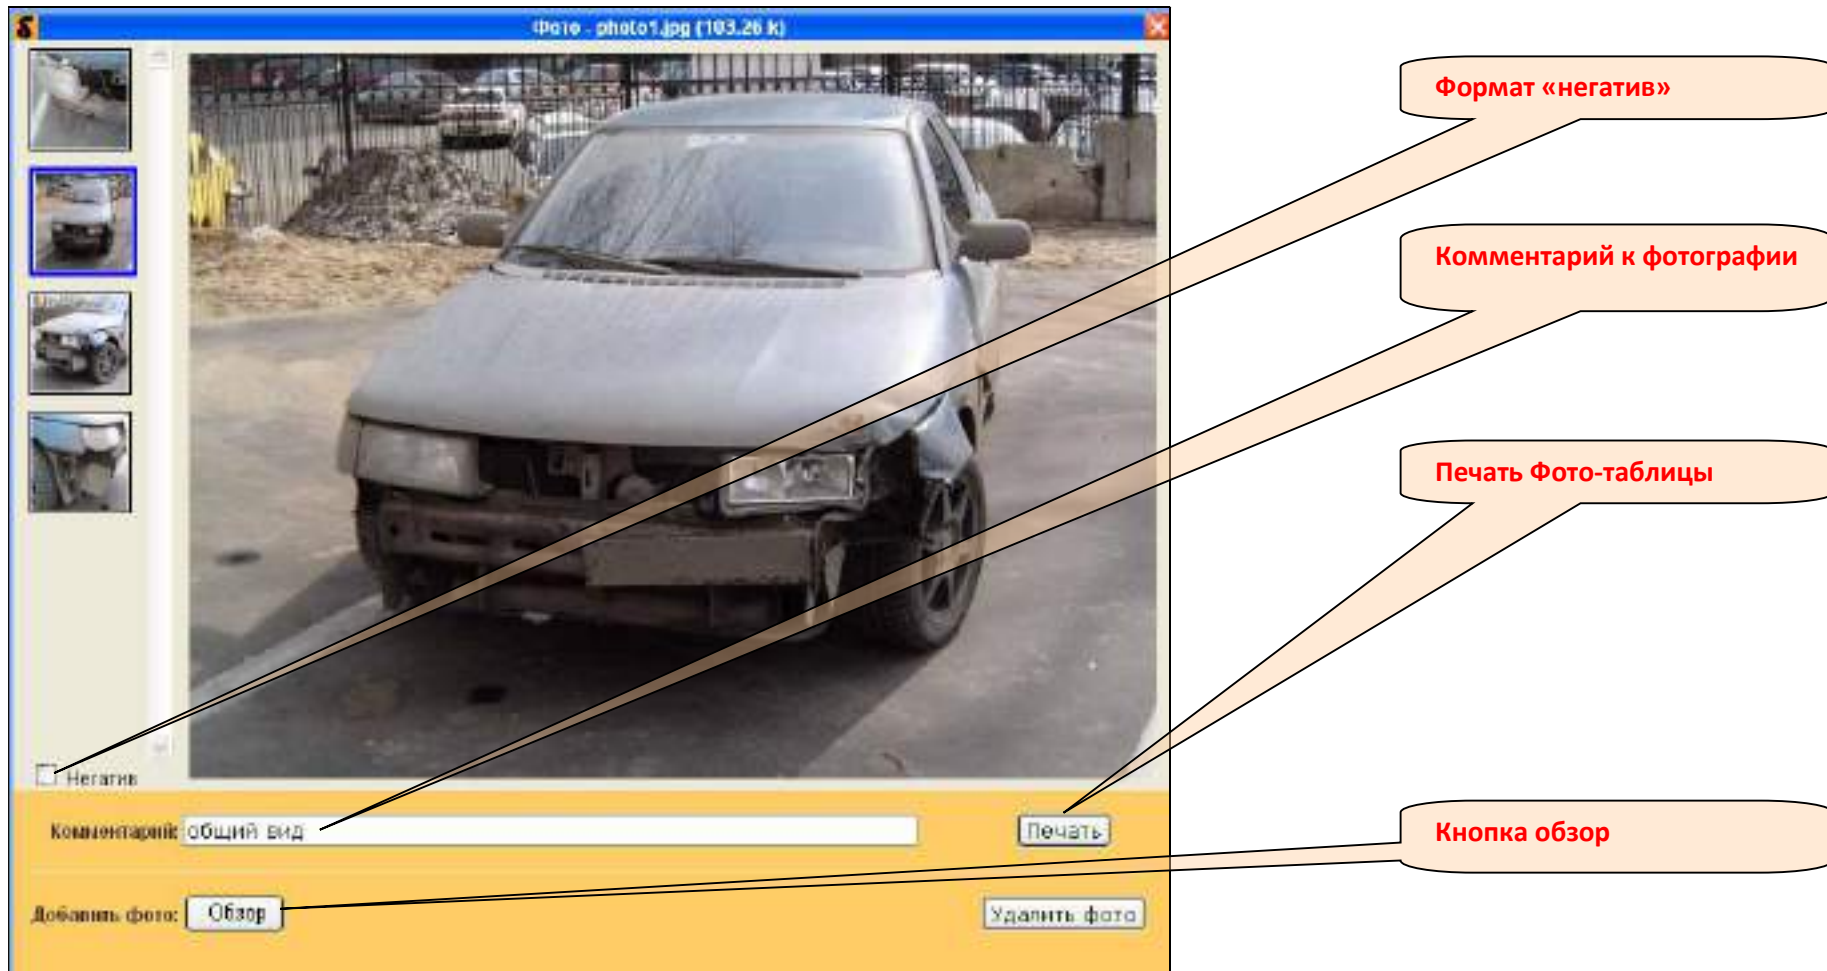 Фото - photo1.jpg (103.26 k)
Формат «негатив»
Комментарий к фотографии
Печать Фото-таблицы
Негатив
Комментарий: общий вид
Печать
Кнопка обзор
Добавить фото: Обзор
Удалить фото